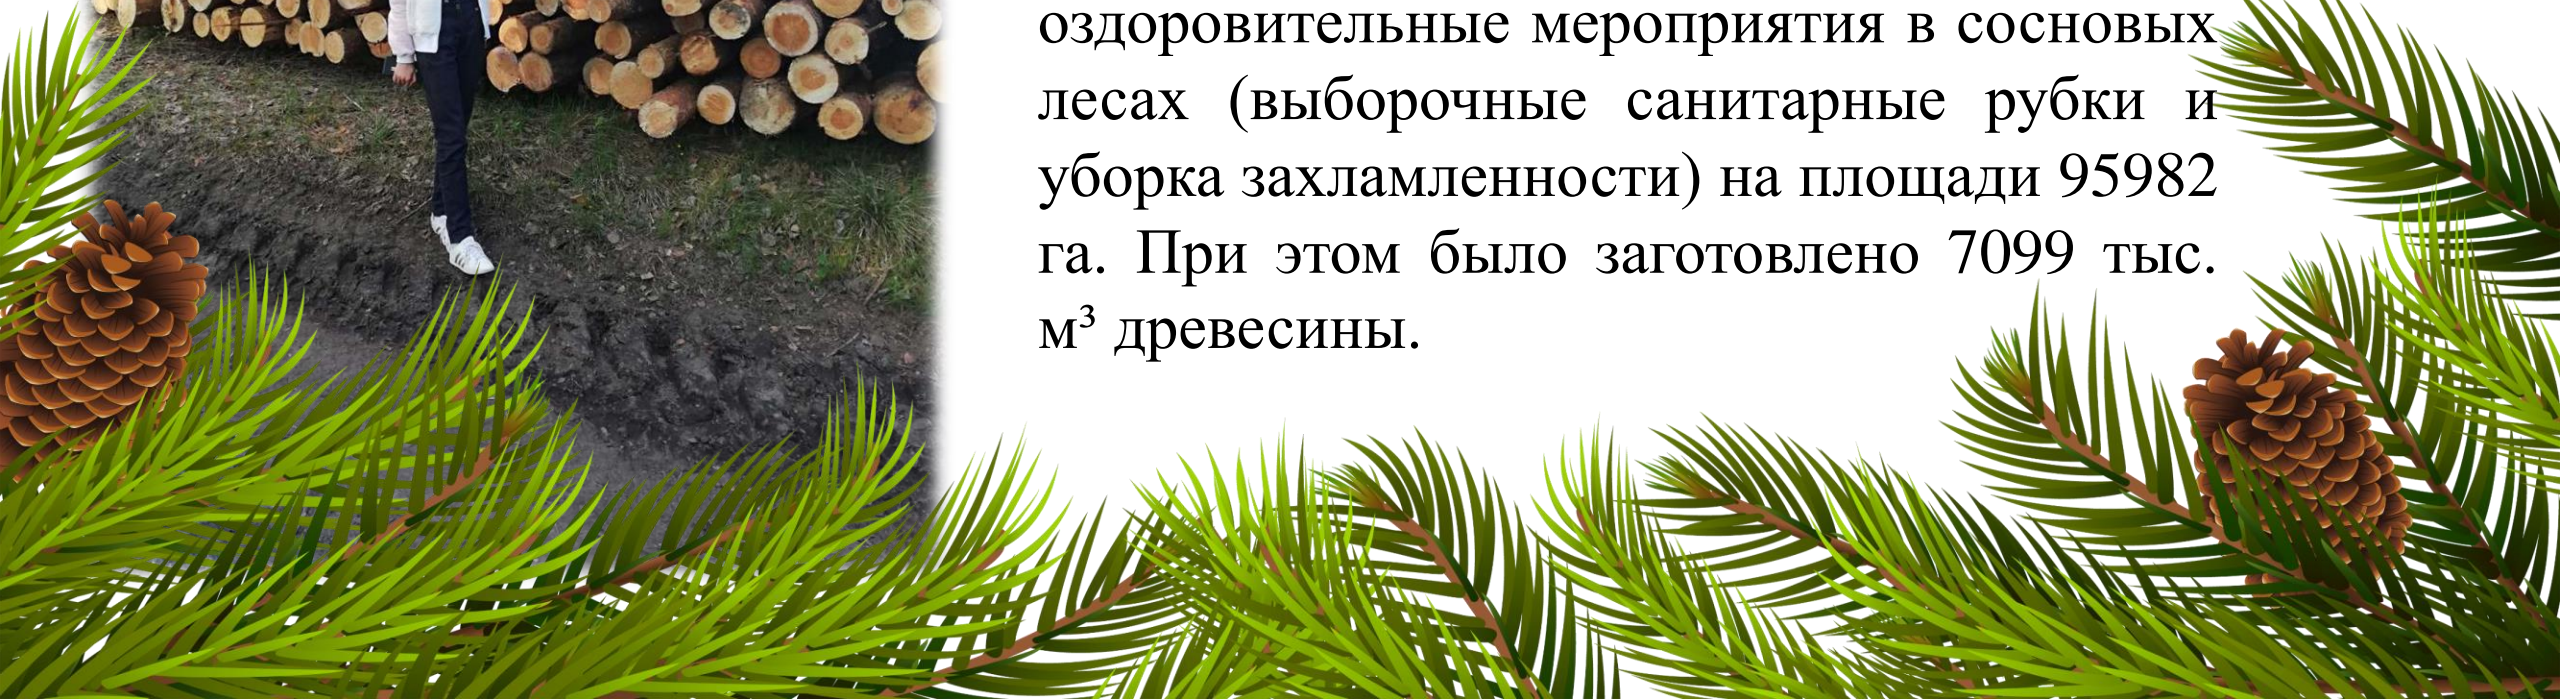 оздоровительные мероприятия в сосновых
лесах (выборочные санитарные рубки и
уборка захламленности) на площади 95982
га. При этом было заготовлено 7099 тыс.
м³ древесины.